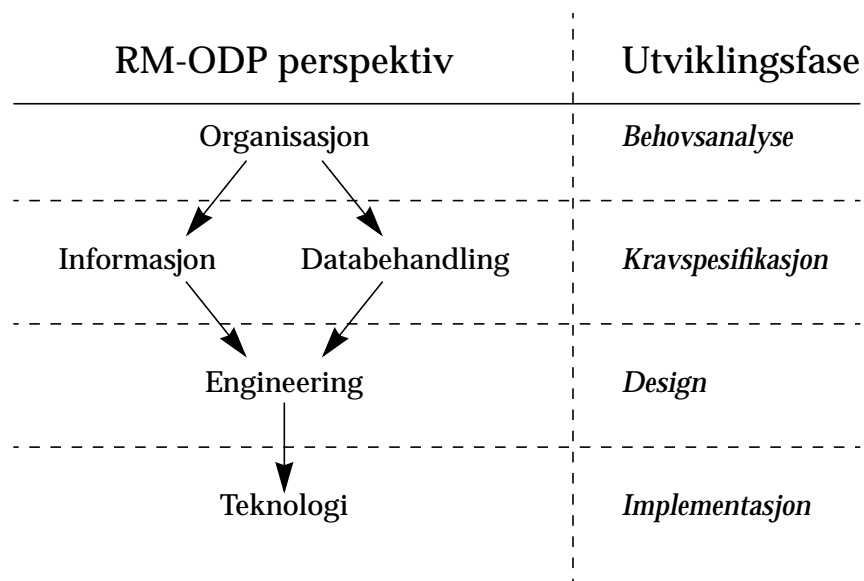 RM-ODP perspektiv Utviklingsfase
Organisasjon Behovsanalyse
Informasjon Databehandling Kravspesifikasjon
Engineering Design
Teknologi Implementasjon